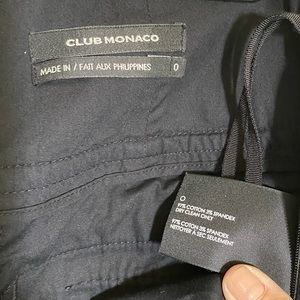 CLUB MONACO
MADE IN / FAIT AUX PHILIPPINES
0
0
97% COTTON 3% SPANDEX
DRY CLEAN ONLY
97% COTON 3% SPANDEX
NETTOYER À SEC SEULEMENT